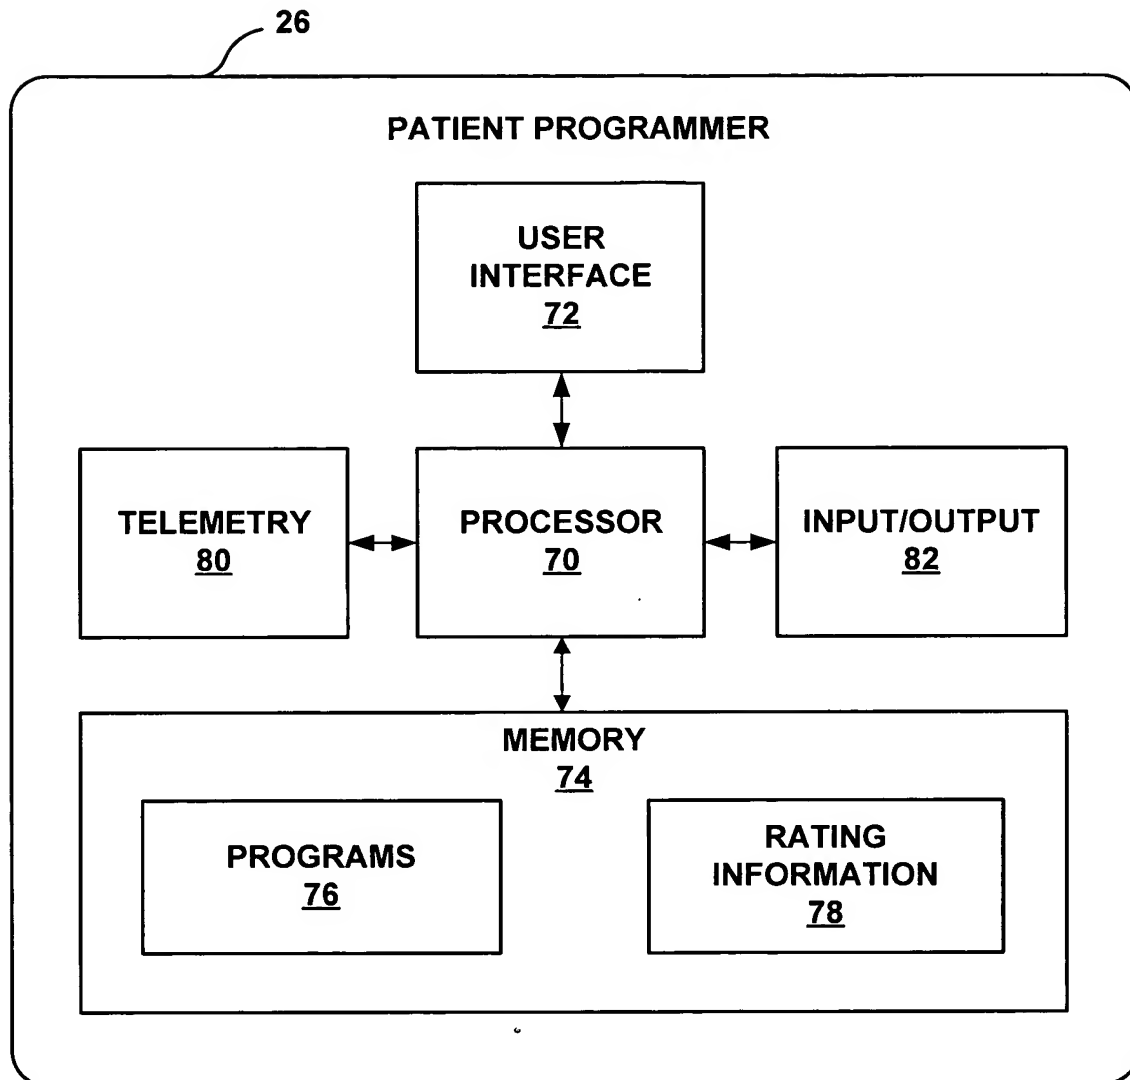 26
PATIENT PROGRAMMER
USER
INTERFACE
72
TELEMETRY
80
PROCESSOR
70
INPUT/OUTPUT
82
MEMORY
74
PROGRAMS
76
RATING
INFORMATION
78